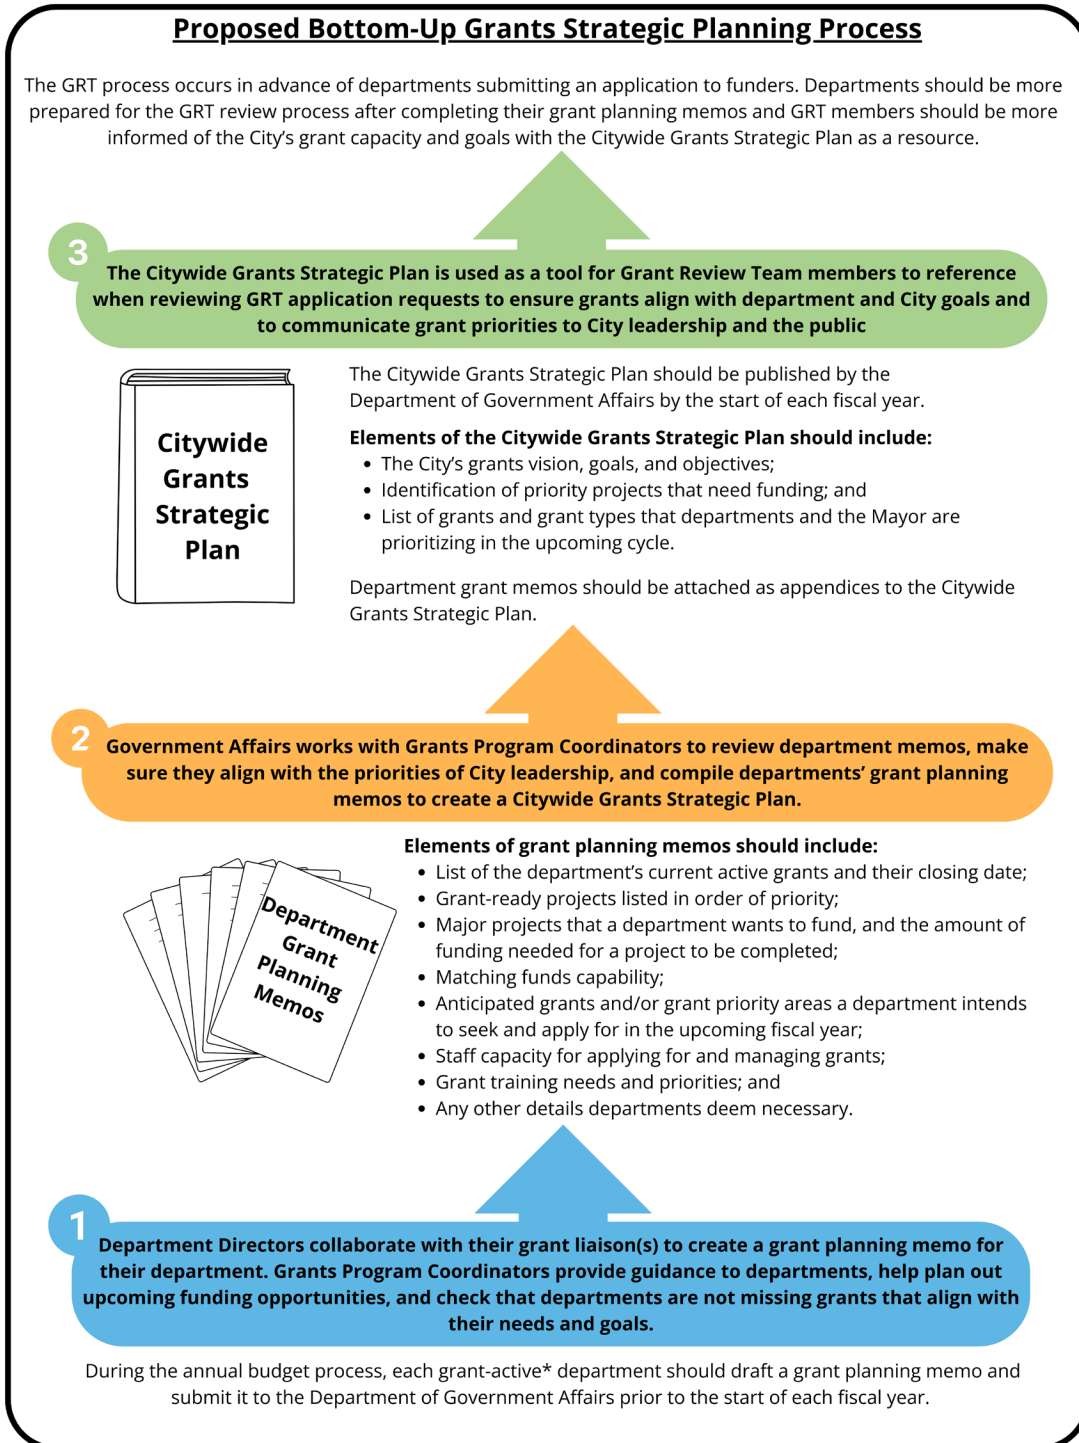 Proposed Bottom-Up Grants Strategic Planning Process
The GRT process occurs in advance of departments submitting an application to funders. Departments should be more
prepared for the GRT review process after completing their grant planning memos and GRT members should be more
informed of the City’s grant capacity and goals with the Citywide Grants Strategic Plan as a resource.
3
The Citywide Grants Strategic Plan is used as a tool for Grant Review Team members to reference
when reviewing GRT application requests to ensure grants align with department and City goals and
to communicate grant priorities to City leadership and the public
Citywide
Grants
Strategic
Plan
The Citywide Grants Strategic Plan should be published by the
Department of Government Affairs by the start of each fiscal year.
Elements of the Citywide Grants Strategic Plan should include:
• The City’s grants vision, goals, and objectives;
• Identification of priority projects that need funding; and
• List of grants and grant types that departments and the Mayor are
prioritizing in the upcoming cycle.
Department grant memos should be attached as appendices to the Citywide
Grants Strategic Plan.
2
Government Affairs works with Grants Program Coordinators to review department memos, make
sure they align with the priorities of City leadership, and compile departments’ grant planning
memos to create a Citywide Grants Strategic Plan.
Department
Grant
Planning
Memos
Elements of grant planning memos should include:
• List of the department’s current active grants and their closing date;
• Grant-ready projects listed in order of priority;
• Major projects that a department wants to fund, and the amount of
funding needed for a project to be completed;
• Matching funds capability;
• Anticipated grants and/or grant priority areas a department intends
to seek and apply for in the upcoming fiscal year;
• Staff capacity for applying for and managing grants;
• Grant training needs and priorities; and
• Any other details departments deem necessary.
1
Department Directors collaborate with their grant liaison(s) to create a grant planning memo for
their department. Grants Program Coordinators provide guidance to departments, help plan out
upcoming funding opportunities, and check that departments are not missing grants that align with
their needs and goals.
During the annual budget process, each grant-active* department should draft a grant planning memo and
submit it to the Department of Government Affairs prior to the start of each fiscal year.